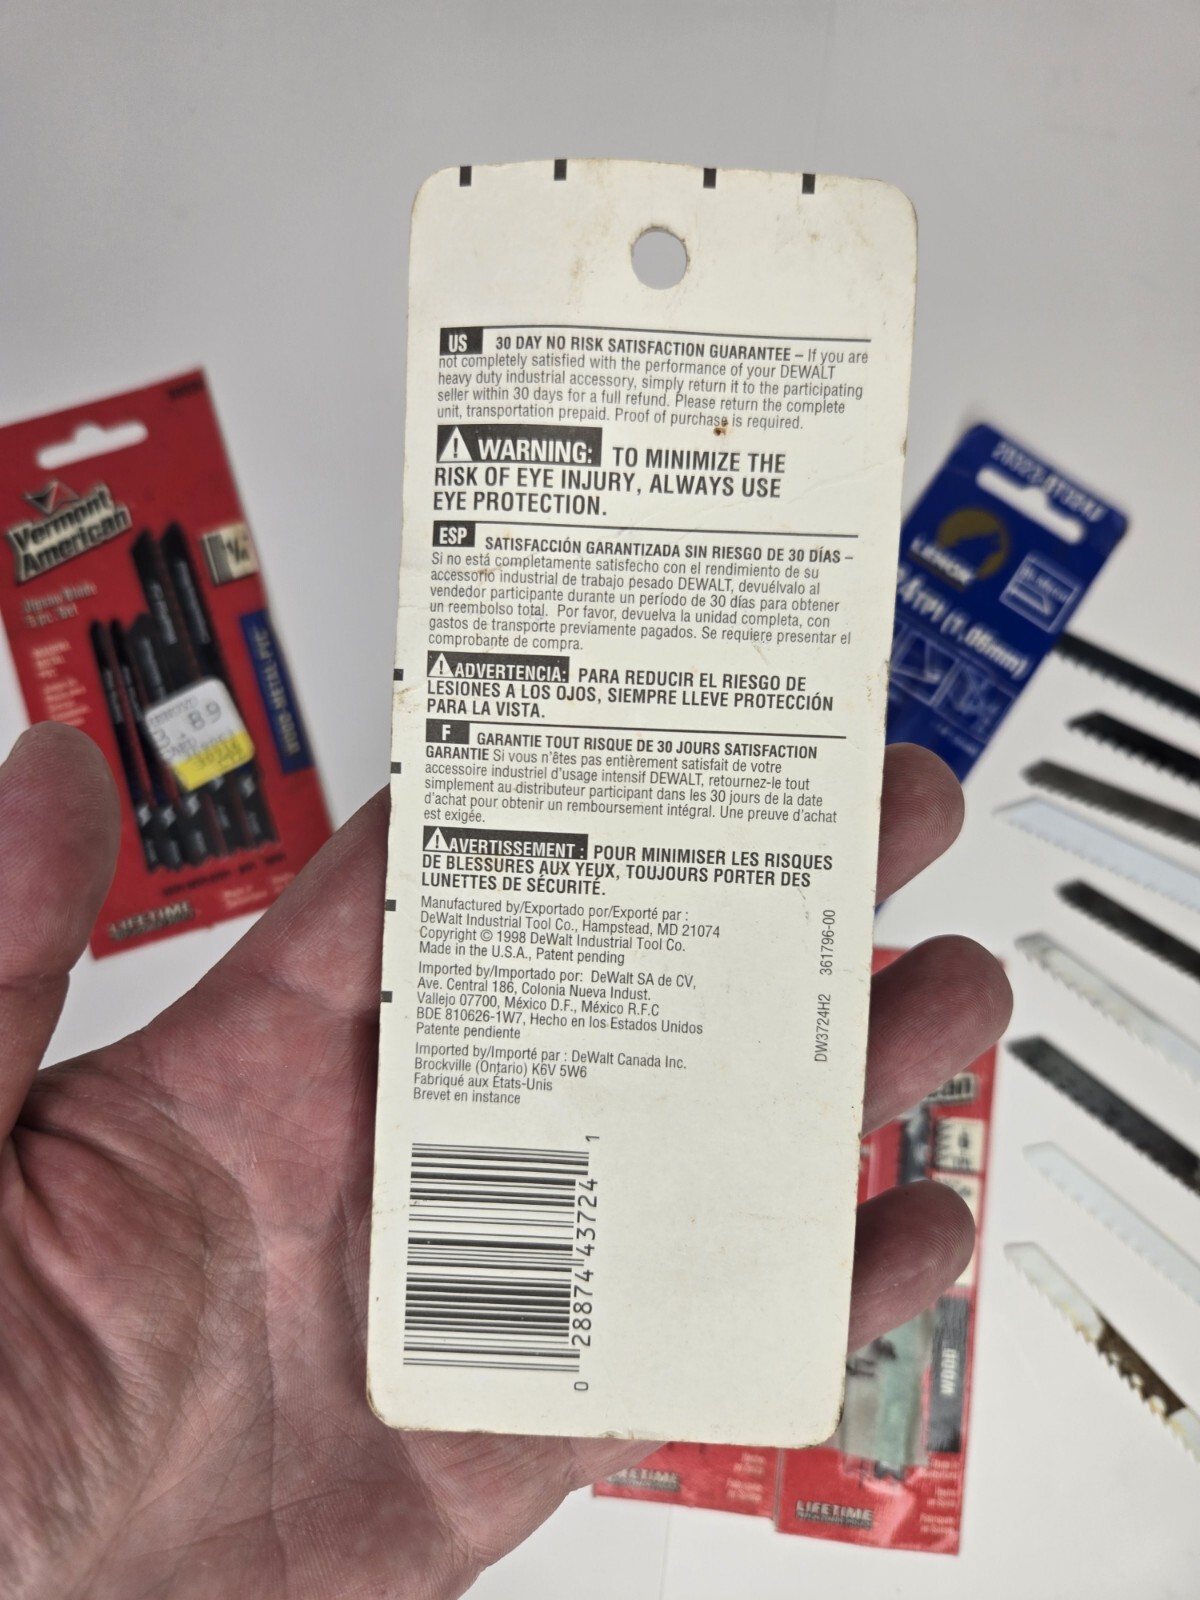 US 30 DAY NO RISK SATISFACTION GUARANTEE – If you are
not completely satisfied with the performance of your DEWALT
heavy duty industrial accessory, simply return it to the participating
seller within 30 days for a full refund. Please return the complete
unit, transportation prepaid. Proof of purchase is required.
WARNING: TO MINIMIZE THE
RISK OF EYE INJURY, ALWAYS USE
EYE PROTECTION.
ESP SATISFACCIÓN GARANTIZADA SIN RIESGO DE 30 DÍAS –
Si no está completamente satisfecho con el rendimiento de su
accesorio industrial de trabajo pesado DEWALT, devuélvalo al
vendedor participante durante un período de 30 días para obtener
un reembolso total. Por favor, devuelva la unidad completa, con
gastos de transporte previamente pagados. Se requiere presentar el
comprobante de compra.
ADVERTENCIA: PARA REDUCIR EL RIESGO DE
LESIONES A LOS OJOS, SIEMPRE LLEVE PROTECCIÓN
PARA LA VISTA.
F GARANTIE TOUT RISQUE DE 30 JOURS SATISFACTION
GARANTIE Si vous n'êtes pas entièrement satisfait de votre
accessoire industriel d'usage intensif DEWALT, retournez-le tout
simplement au distributeur participant dans les 30 jours de la date
d'achat pour obtenir un remboursement intégral. Une preuve d'achat
est exigée.
AVERTISSEMENT : POUR MINIMISER LES RISQUES
DE BLESSURES AUX YEUX, TOUJOURS PORTER DES
LUNETTES DE SÉCURITÉ.
Manufactured by/Exportado por/Exporté par :
DeWalt Industrial Tool Co., Hampstead, MD 21074
Copyright © 1998 DeWalt Industrial Tool Co.
Made in the U.S.A., Patent pending
Imported by/Importado por: DeWalt SA de CV,
Ave. Central 186, Colonia Nueva Indust.
Vallejo 07700, México D.F., México R.F.C
BDE 810626-1W7, Hecho en los Estados Unidos
Patente pendiente
Imported by/Importé par : DeWalt Canada Inc.
Brockville (Ontario) K6V 5W6
Fabriqué aux États-Unis
Brevet en instance
DW3724H2 361796-00
0 28874 43724 1
Vermont
American
Jigsaw Blade
WOOD-METAL-PVC
LIFETIME
LENOX
24 TPI (1.06mm)
WOOD
LIFETIME
LIFETIME